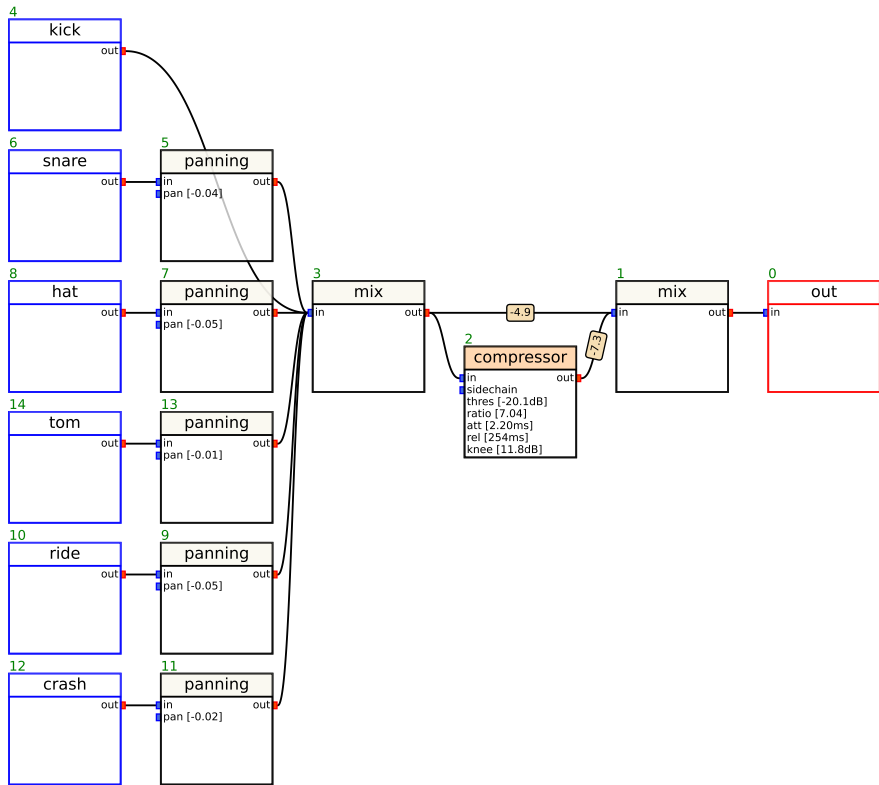 4
kick
out
6
snare
out
5
panning
in
out
pan [-0.04]
8
hat
out
7
panning
in
out
pan [-0.05]
3
mix
in
out
-4.9
1
mix
in
out
0
out
in
2
compressor
in
out
sidechain
thres [-20.1dB]
ratio [7.04]
att [2.20ms]
rel [254ms]
knee [11.8dB]
-7.3
14
tom
out
13
panning
in
out
pan [-0.01]
10
ride
out
9
panning
in
out
pan [-0.05]
12
crash
out
11
panning
in
out
pan [-0.02]